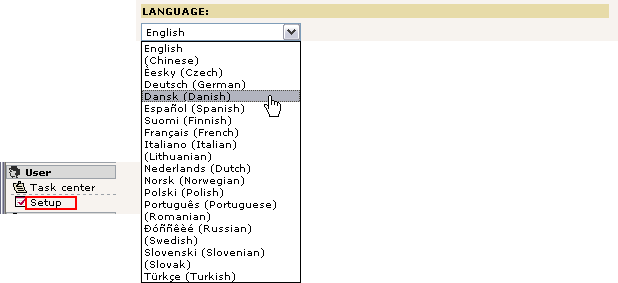 LANGUAGE:
English
English
(Chinese)
Èesky (Czech)
Deutsch (German)
Dansk (Danish)
Español (Spanish)
Suomi (Finnish)
Français (French)
Italiano (Italian)
(Lithuanian)
Nederlands (Dutch)
Norsk (Norwegian)
Polski (Polish)
Português (Portuguese)
(Romanian)
Ðóññêèé (Russian)
(Swedish)
Slovenski (Slovenian)
(Slovak)
Türkçe (Turkish)
User
Task center
Setup